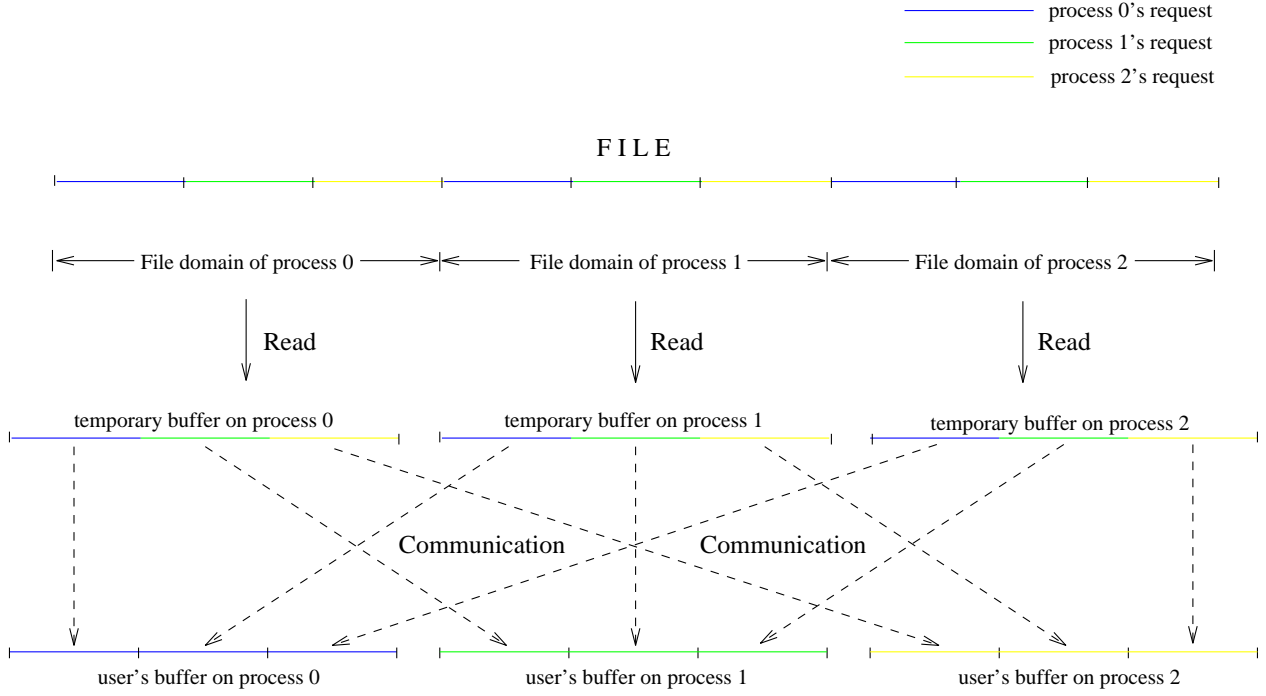 process 0's request
process 1's request
process 2's request
F I L E
File domain of process 0
File domain of process 1
File domain of process 2
Read
Read
Read
temporary buffer on process 0
temporary buffer on process 1
temporary buffer on process 2
Communication
Communication
user's buffer on process 0
user's buffer on process 1
user's buffer on process 2